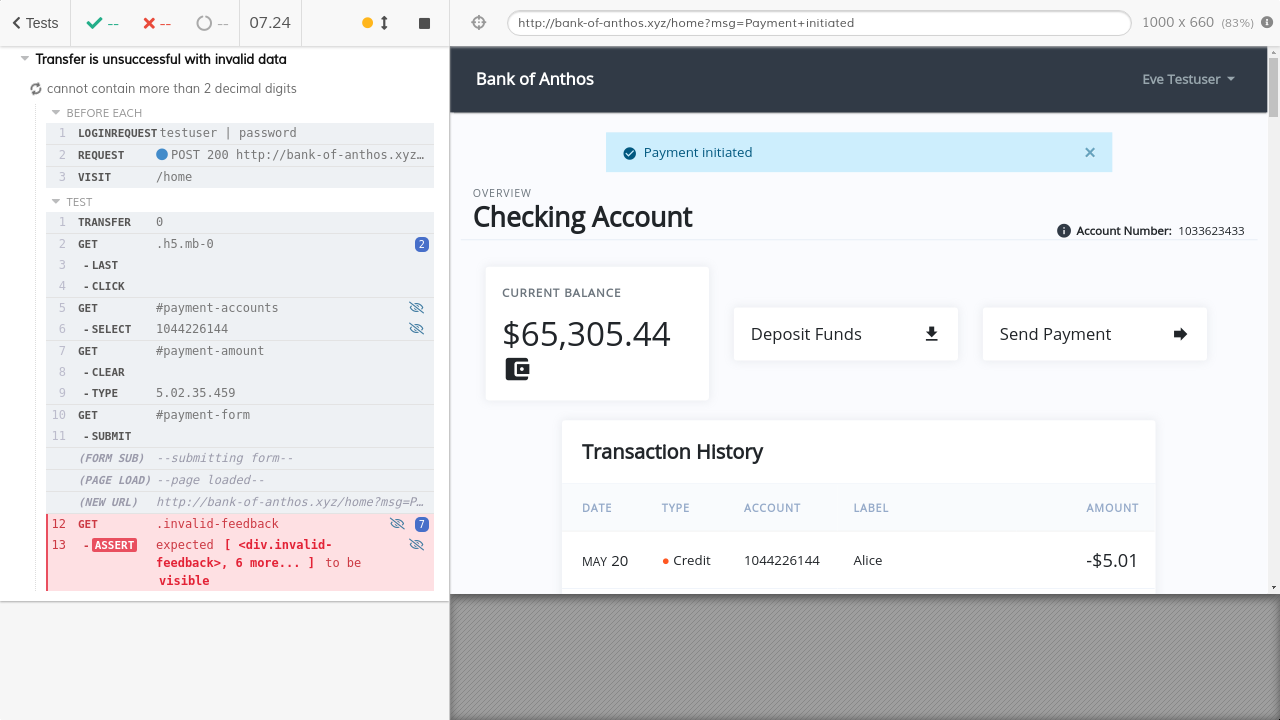 Tests
--
--
--
07.24
Transfer is unsuccessful with invalid data
cannot contain more than 2 decimal digits
BEFORE EACH
1 LOGINREQUEST testuser | password
2 REQUEST POST 200 http://bank-of-anthos.xyz…
3 VISIT /home
TEST
1 TRANSFER 0
2 GET .h5.mb-0 2
3 -LAST
4 -CLICK
5 GET #payment-accounts
6 -SELECT 1044226144
7 GET #payment-amount
8 -CLEAR
9 -TYPE 5.02.35.459
10 GET #payment-form
11 -SUBMIT
(FORM SUB) --submitting form--
(PAGE LOAD) --page loaded--
(NEW URL) http://bank-of-anthos.xyz/home?msg=P…
12 GET .invalid-feedback 7
13 -ASSERT expected [ <div.invalid-
feedback>, 6 more... ] to be
visible
http://bank-of-anthos.xyz/home?msg=Payment+initiated
1000 x 660 (83%)
Bank of Anthos
Eve Testuser
Payment initiated
OVERVIEW
Checking Account
Account Number: 1033623433
CURRENT BALANCE
$65,305.44
Deposit Funds
Send Payment
Transaction History
DATE TYPE ACCOUNT LABEL AMOUNT
MAY 20 Credit 1044226144 Alice -$5.01